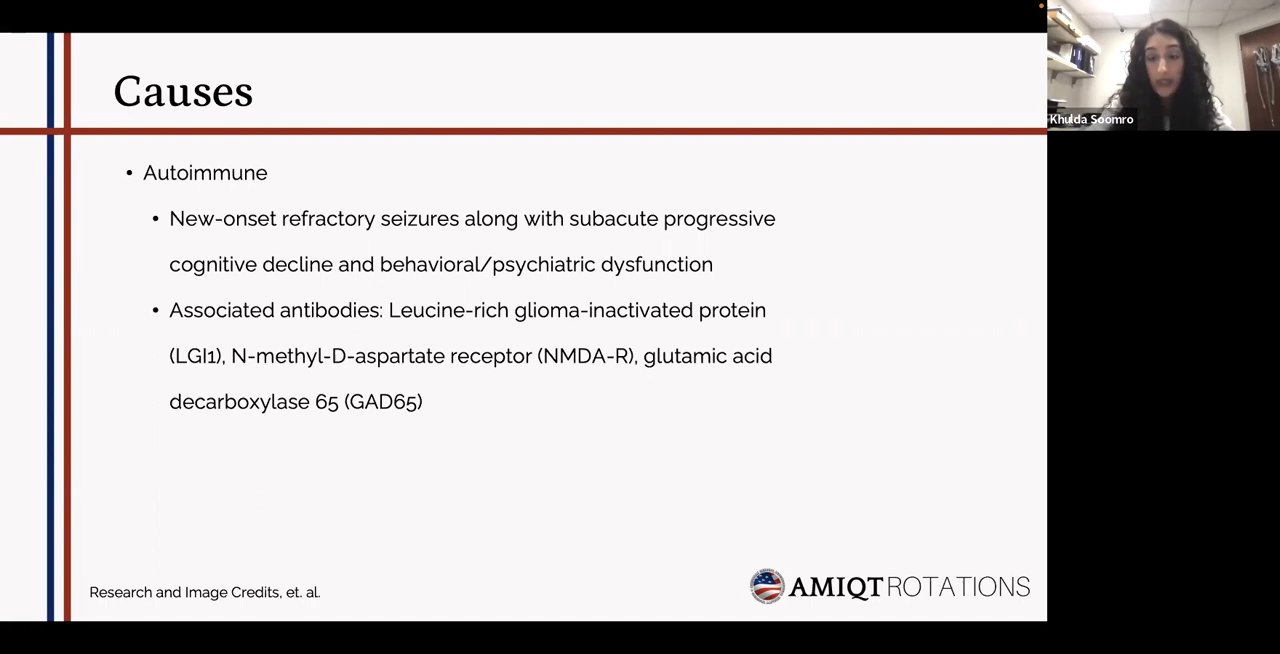 Causes
Khulda Soomro
• Autoimmune
• New-onset refractory seizures along with subacute progressive
cognitive decline and behavioral/psychiatric dysfunction
• Associated antibodies: Leucine-rich glioma-inactivated protein
(LGI1), N-methyl-D-aspartate receptor (NMDA-R), glutamic acid
decarboxylase 65 (GAD65)
Research and Image Credits, et. al.
AMIQT ROTATIONS